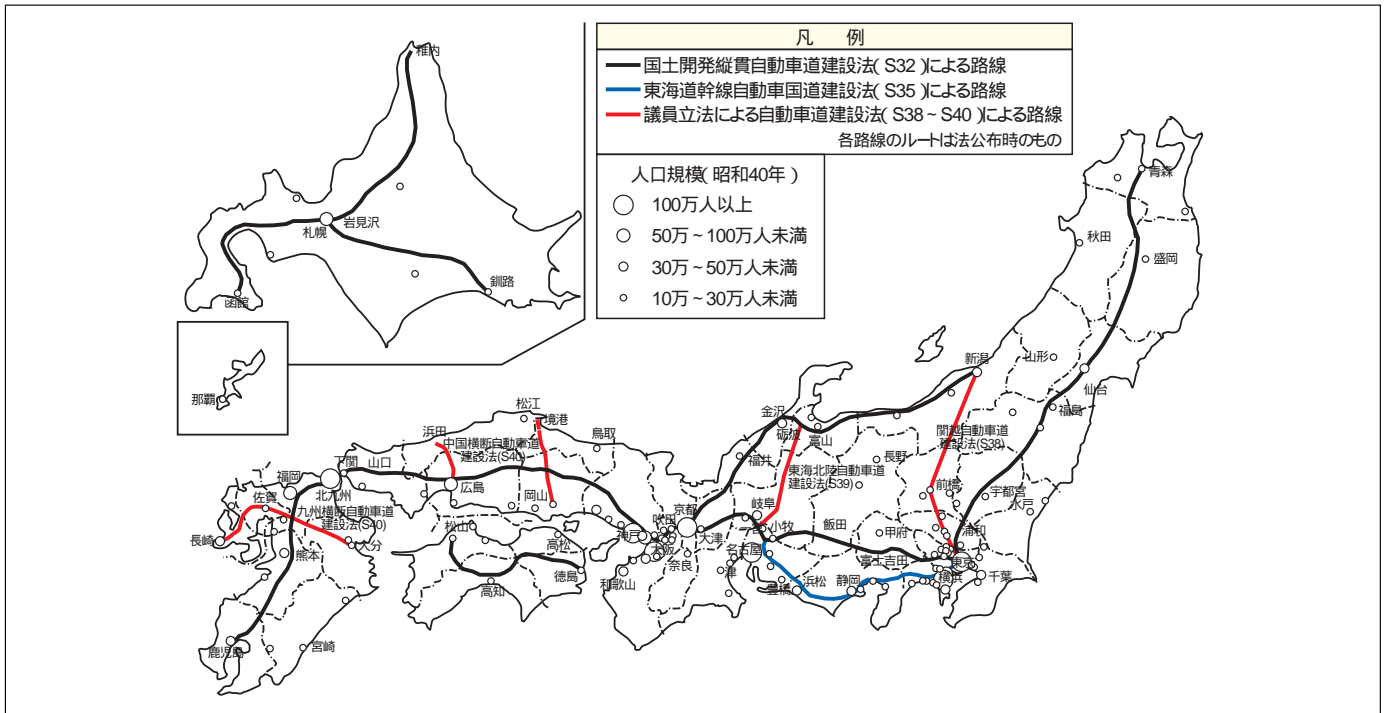 凡 例
国土開発縦貫自動車道建設法( S32 )による路線
東海道幹線自動車国道建設法( S35 )による路線
議員立法による自動車道建設法( S38 ~ S40 )による路線
各路線のルートは法公布時のもの
人口規模( 昭和40年 )
100万人以上
50万 ~ 100万人未満
30万 ~ 50万人未満
10万 ~ 30万人未満
稚内
岩見沢
札幌
釧路
函館
那覇
青森
秋田
盛岡
山形
仙台
新潟
福島
関越自動車道
建設法(S38)
金沢
砺波
富山
長野
福井
東海北陸自動車道
建設法(S39)
前橋
宇都宮
水戸
松江
境港
浜田
鳥取
中国横断自動車道
建設法(S40)
下関
山口
福岡
北九州
佐賀
九州横断自動車道
建設法(S40)
広島
岡山
岐阜
京都
吹田
小牧
飯田
甲府
浦和
長崎
大分
松山
高松
神戸
大阪
大津
名古屋
富士吉田
東京
熊本
奈良
徳島
高知
和歌山
津
豊橋
浜松
静岡
横浜
千葉
鹿児島
宮崎